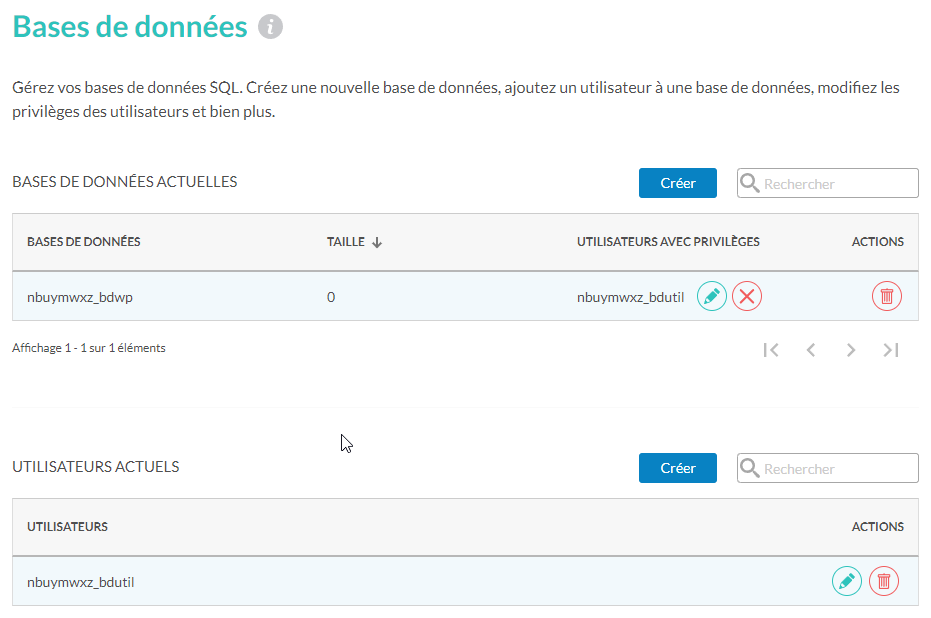 Bases de données
Gérez vos bases de données SQL. Créez une nouvelle base de données, ajoutez un utilisateur à une base de données, modifiez les
privilèges des utilisateurs et bien plus.
BASES DE DONNÉES ACTUELLES
Créer
Rechercher
BASES DE DONNÉES TAILLE UTILISATEURS AVEC PRIVILÈGES ACTIONS
nbuymwxz_bdwp 0 nbuymwxz_bdutil
Affichage 1 - 1 sur 1 éléments
UTILISATEURS ACTUELS
Créer
Rechercher
UTILISATEURS ACTIONS
nbuymwxz_bdutil